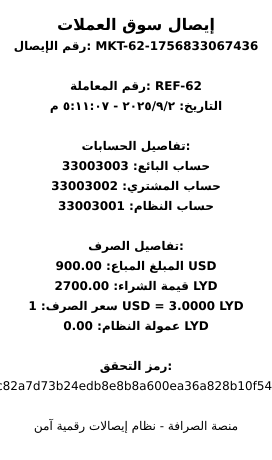 إيصال سوق العملات
رقم الإيصال: MKT-62-1756833067436
رقم المعاملة: REF-62
التاريخ: ٢٠٢٥/٩/٢ - ٥:١١:٠٧ م
تفاصيل الحسابات:
حساب البائع: 33003003
حساب المشتري: 33003002
حساب النظام: 33003001
تفاصيل الصرف:
المبلغ المباع: 900.00 USD
قيمة الشراء: 2700.00 LYD
سعر الصرف: 1 USD = 3.0000 LYD
عمولة النظام: 0.00 LYD
رمز التحقق:
82a7d73b24edb8e8b8a600ea36a828b10f54
منصة الصرافة - نظام إيصالات رقمية آمن